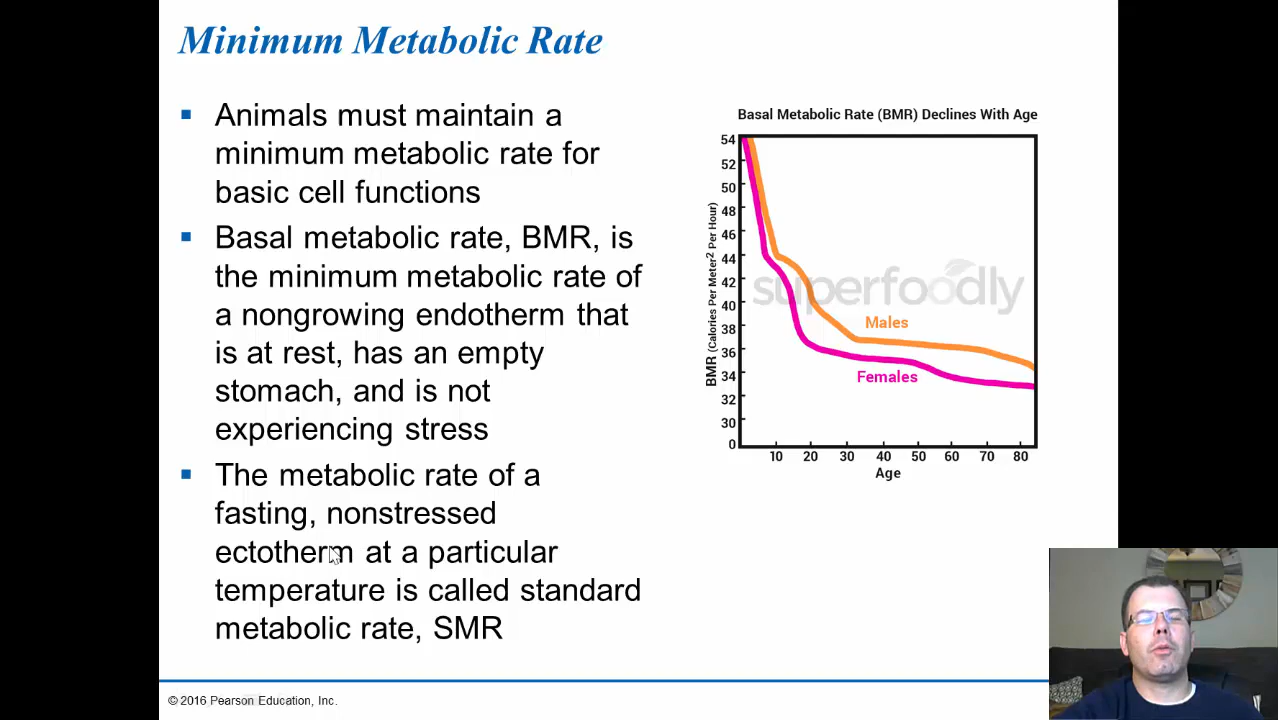 Minimum Metabolic Rate
Animals must maintain a
minimum metabolic rate for
basic cell functions
Basal metabolic rate, BMR, is
the minimum metabolic rate of
a nongrowing endotherm that
is at rest, has an empty
stomach, and is not
experiencing stress
The metabolic rate of a
fasting, nonstressed
ectotherm at a particular
temperature is called standard
metabolic rate, SMR
Basal Metabolic Rate (BMR) Declines With Age
54
52
50
48
46
44
42
40
38
36
34
32
30
0
BMR (Calories Per Meter² Per Hour)
superfoodly
Males
Females
10 20 30 40 50 60 70 80
Age
© 2016 Pearson Education, Inc.